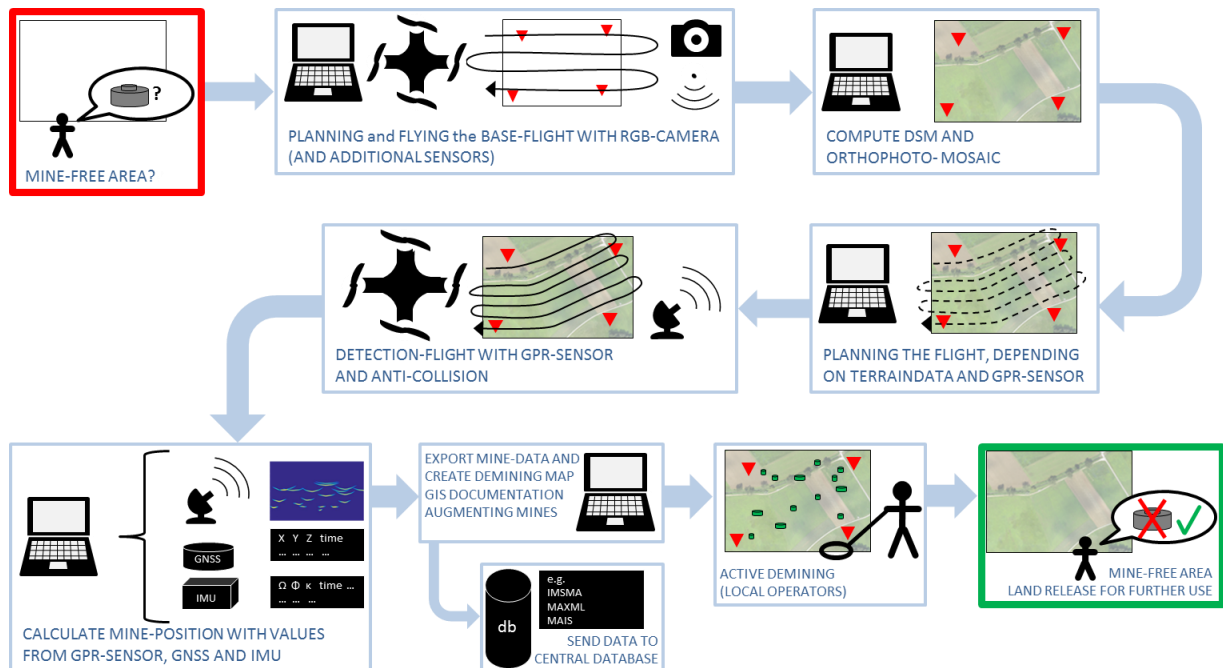 ?
MINE-FREE AREA?
PLANNING and FLYING the BASE-FLIGHT WITH RGB-CAMERA
(AND ADDITIONAL SENSORS)
COMPUTE DSM AND
ORTHOPHOTO- MOSAIC
DETECTION-FLIGHT WITH GPR-SENSOR
AND ANTI-COLLISION
PLANNING THE FLIGHT, DEPENDING
ON TERRAINDATA AND GPR-SENSOR
GNSS
IMU
X Y Z time
... ... ... ...
Ω Φ κ time ...
... ... ...
CALCULATE MINE-POSITION WITH VALUES
FROM GPR-SENSOR, GNSS AND IMU
EXPORT MINE-DATA AND
CREATE DEMINING MAP
GIS DOCUMENTATION
AUGMENTING MINES
db
e.g.
IMSMA
MAXML
MAIS
SEND DATA TO
CENTRAL DATABASE
ACTIVE DEMINING
(LOCAL OPERATORS)
MINE-FREE AREA
LAND RELEASE FOR FURTHER USE